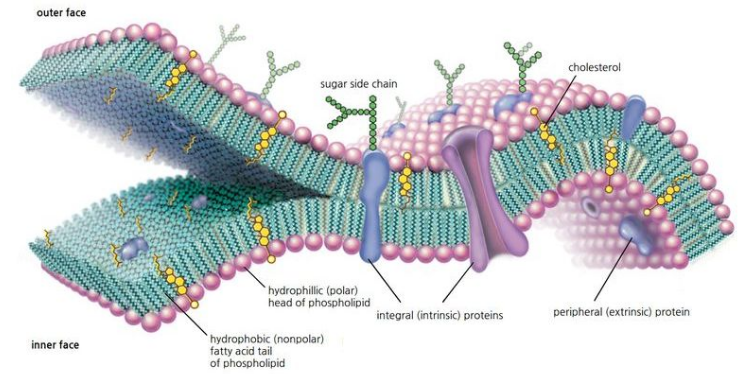 outer face
sugar side chain
cholesterol
hydrophillic (polar)
head of phospholipid
integral (intrinsic) proteins
peripheral (extrinsic) protein
hydrophobic (nonpolar)
fatty acid tail
of phospholipid
inner face